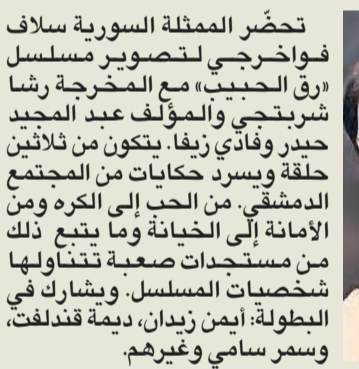 تحضّر الممثلة السورية سلاف
فواخرجي لتصوير مسلسل
«رق الحبيب» مع المخرجة رشا
شربتجي والمؤلف عبد المجيد
حيدر وفادي زيفا. يتكون من ثلاثين
حلقة ويسرد حكايات من المجتمع
الدمشقي. من الحب إلى الكره ومن
الأمانة إلى الخيانة وما يتبع ذلك
من مستجدات صعبة تتناولها
شخصيات المسلسل. ويشارك في
البطولة: أيمن زيدان، ديمة قندلفت،
وسمر سامي وغيرهم.